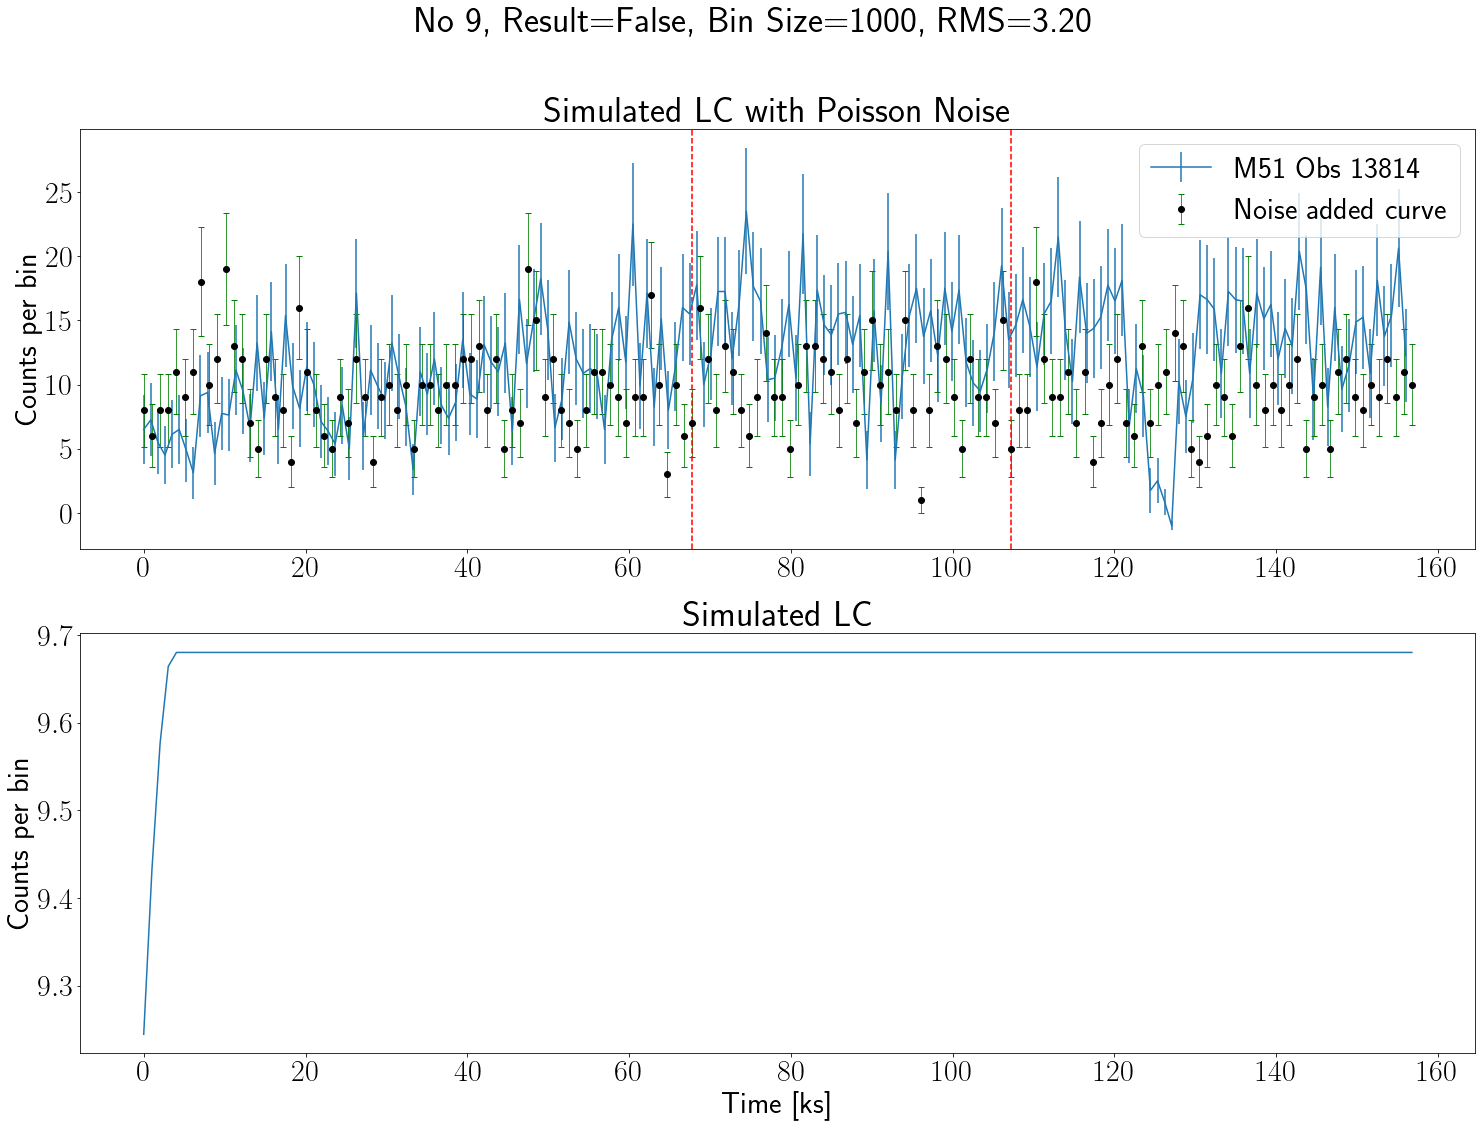 No 9, Result=False, Bin Size=1000, RMS=3.20
Simulated LC with Poisson Noise
Counts per bin
25
20
15
10
5
0
M51 Obs 13814
Noise added curve
0 20 40 60 80 100 120 140 160
Simulated LC
Counts per bin
9.7
9.6
9.5
9.4
9.3
0 20 40 60 80 100 120 140 160
Time [ks]